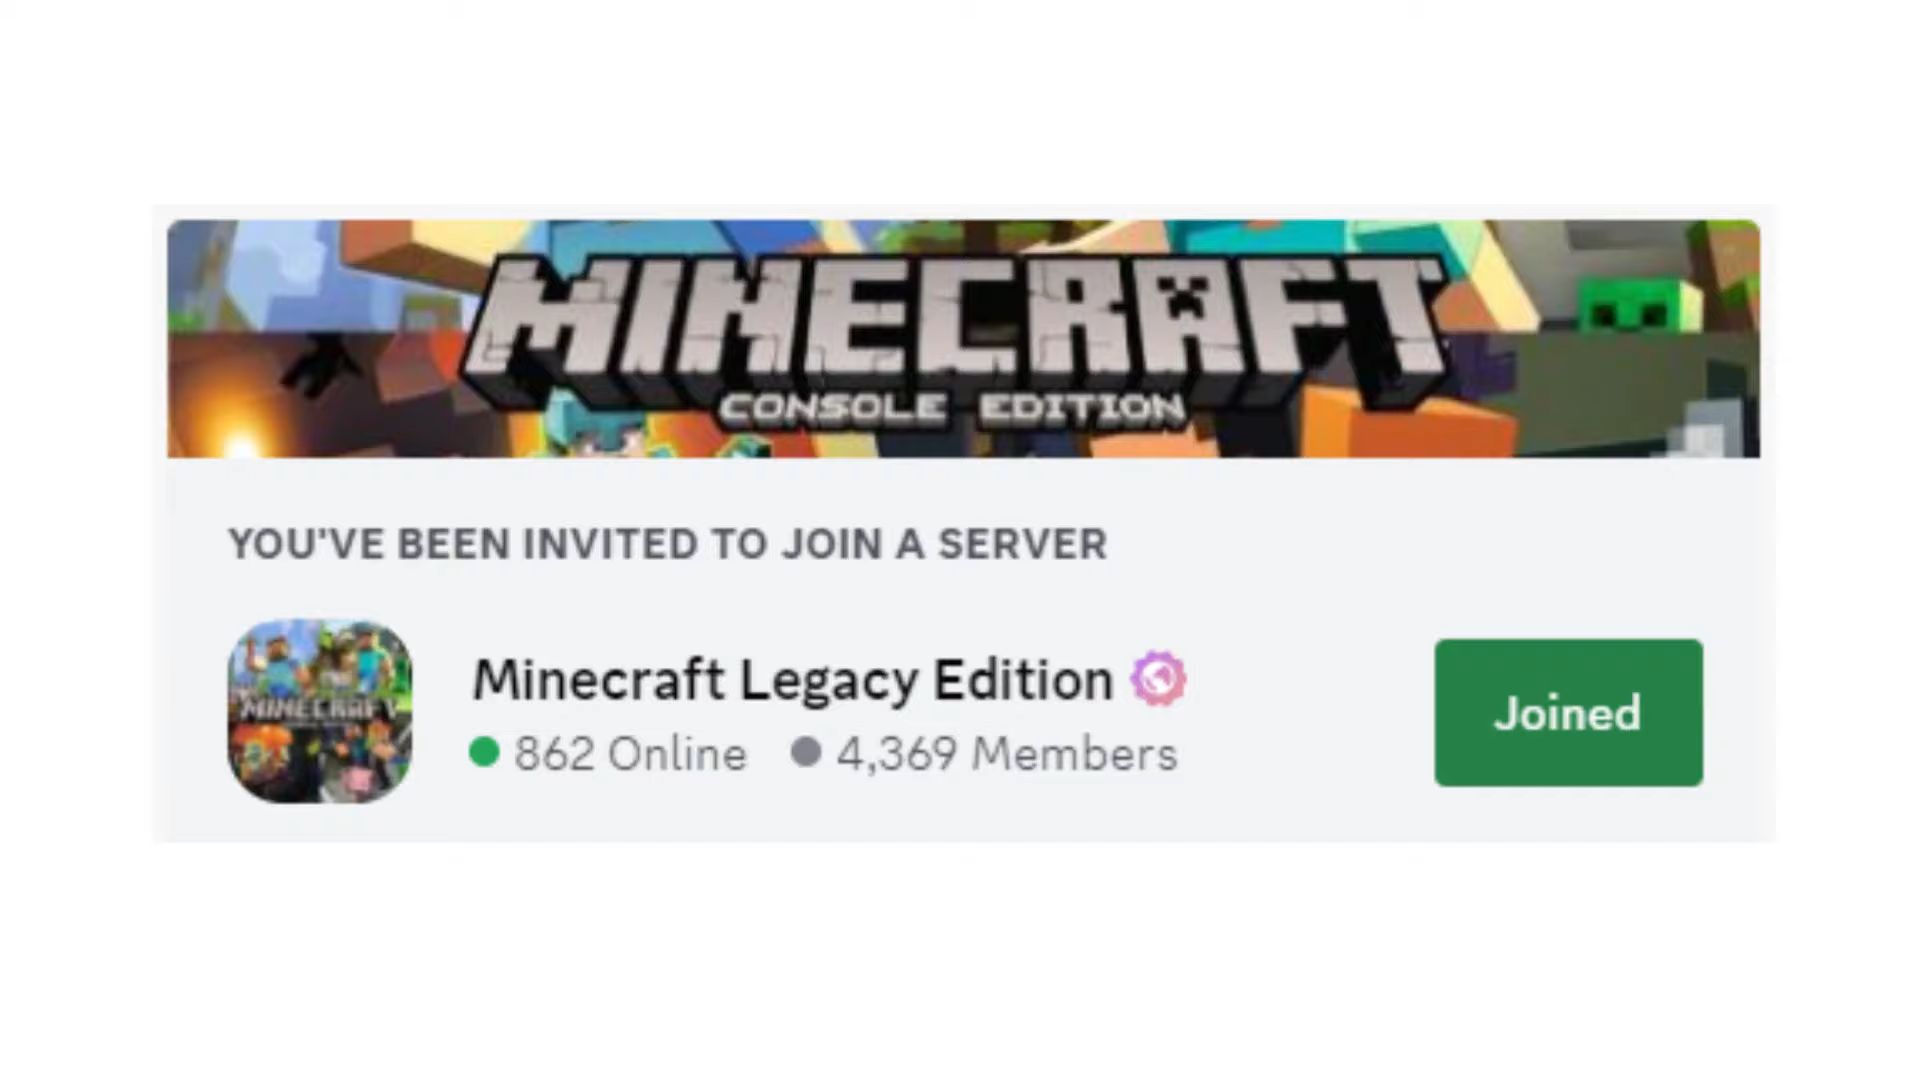 MINECRAFT
CONSOLE EDITION
YOU'VE BEEN INVITED TO JOIN A SERVER
MINECRAFT
Minecraft Legacy Edition
862 Online 4,369 Members
Joined